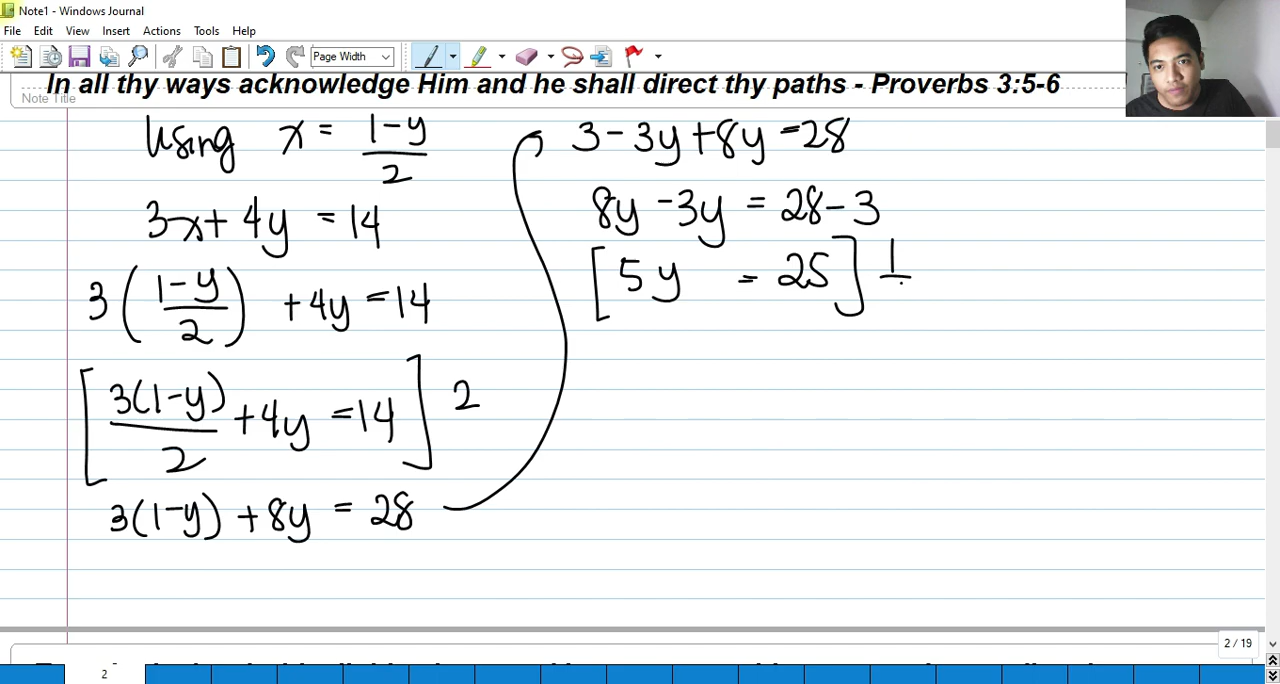 Note1 - Windows Journal
File Edit View Insert Actions Tools Help
Page Width
In all thy ways acknowledge Him and he shall direct thy paths - Proverbs 3:5-6
Note Title
Using x = (1-y)/2
3x + 4y = 14
3((1-y)/2) + 4y = 14
[3(1-y)/2 + 4y = 14] 2
3(1-y) + 8y = 28
3 - 3y + 8y = 28
8y - 3y = 28 - 3
[5y = 25] 1
2 / 19
2